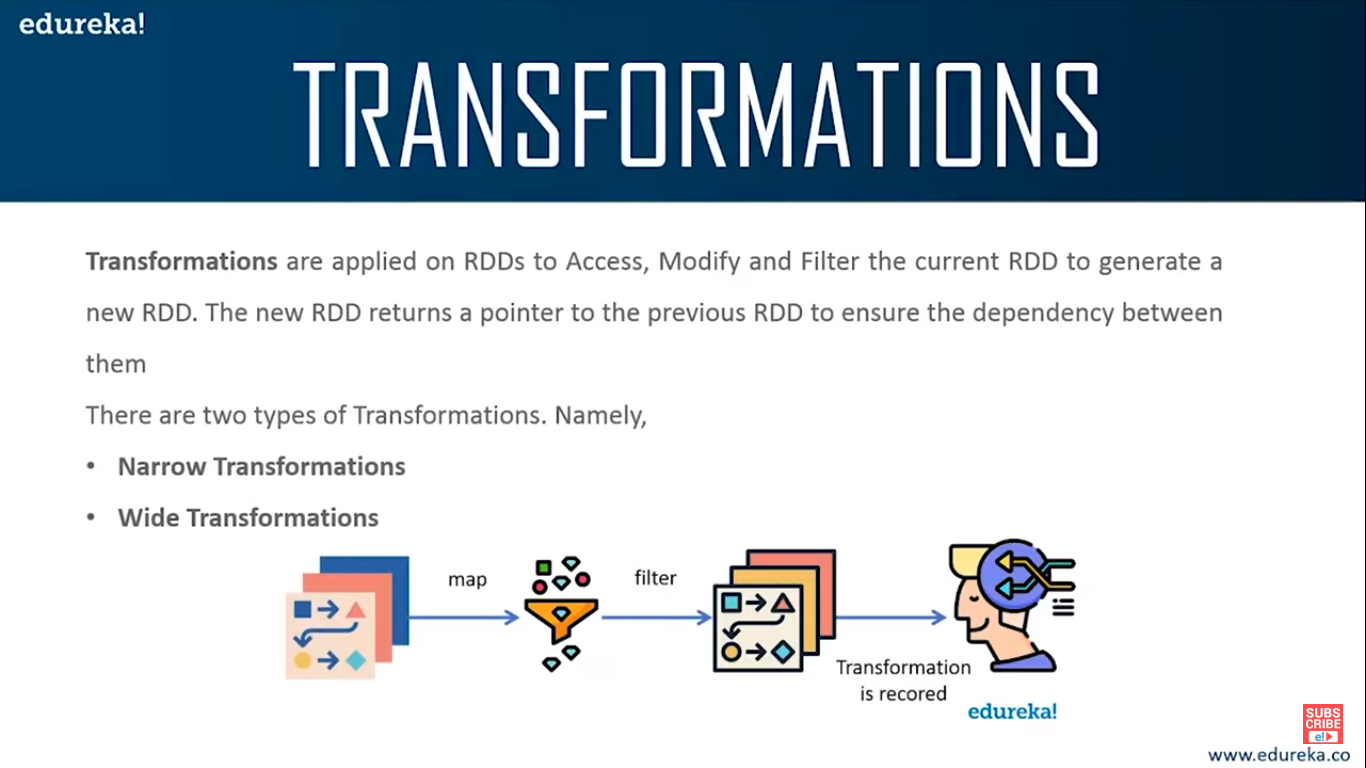 edureka!
TRANSFORMATIONS
Transformations are applied on RDDs to Access, Modify and Filter the current RDD to generate a
new RDD. The new RDD returns a pointer to the previous RDD to ensure the dependency between
them
There are two types of Transformations. Namely,
• Narrow Transformations
• Wide Transformations
map
filter
Transformation
is recored
edureka!
SUBS
CRIBE
e!
www.edureka.co